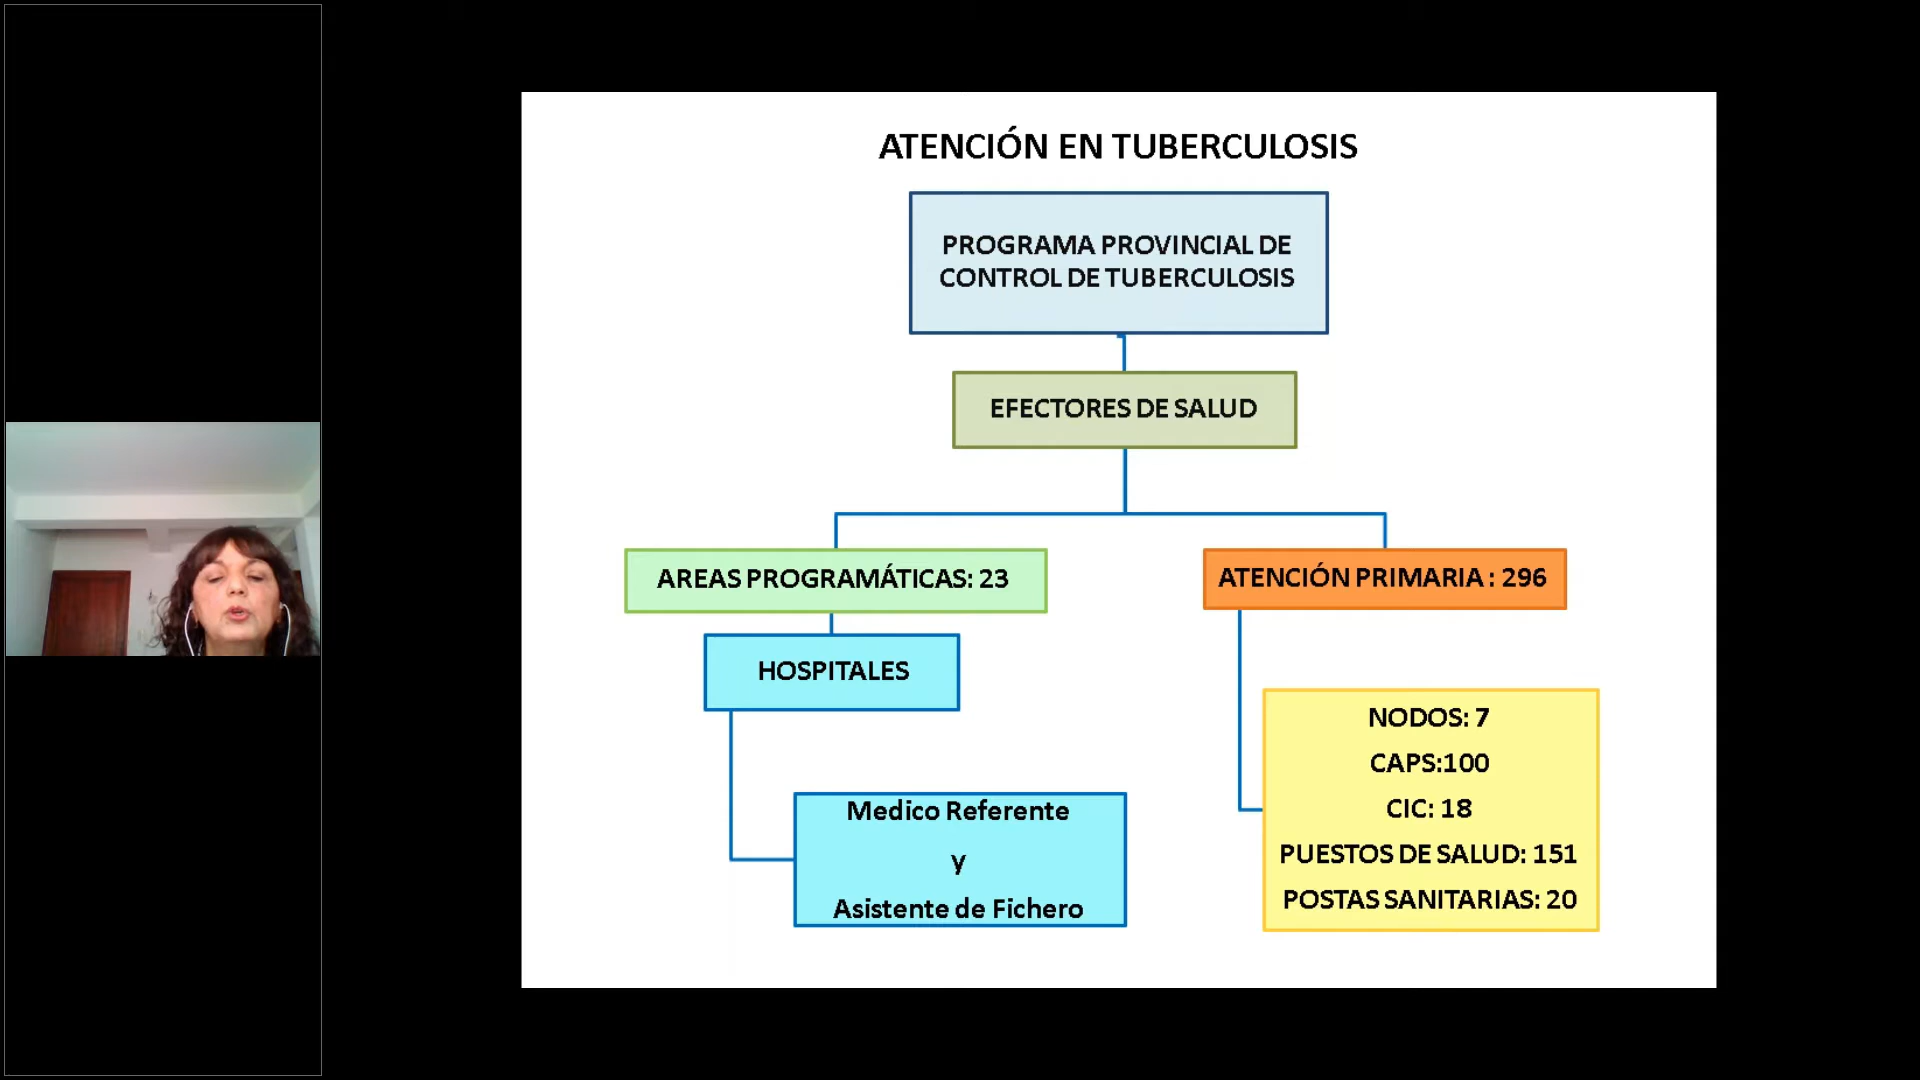 ATENCIÓN EN TUBERCULOSIS
PROGRAMA PROVINCIAL DE
CONTROL DE TUBERCULOSIS
EFECTORES DE SALUD
AREAS PROGRAMÁTICAS: 23
ATENCIÓN PRIMARIA : 296
HOSPITALES
Medico Referente
y
Asistente de Fichero
NODOS: 7
CAPS:100
CIC: 18
PUESTOS DE SALUD: 151
POSTAS SANITARIAS: 20